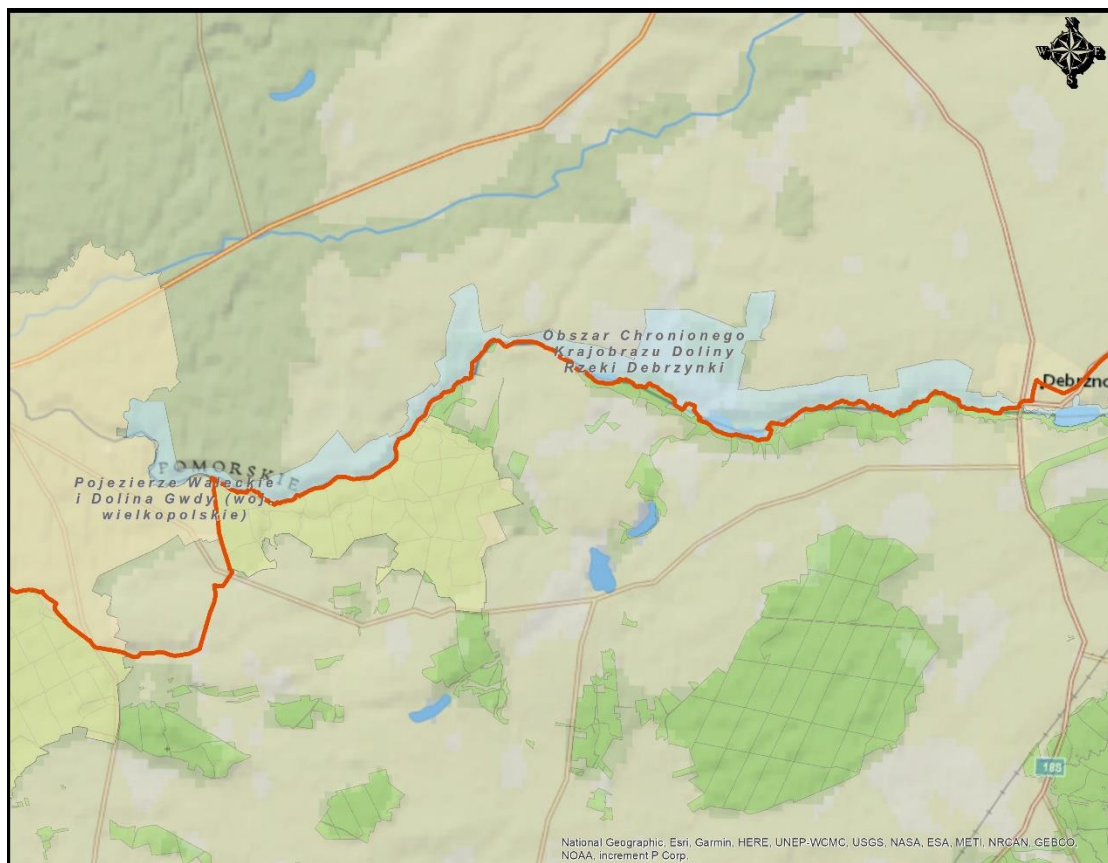 N
W
E
S
Obszar Chronionego
Krajobrazu Doliny
Rzeki Debrzynki
Debrzno
POMORSKIE
Pojezierze Wałeckie
i Dolina Gwdy (woj.
wielkopolskie)
185
National Geographic, Esri, Garmin, HERE, UNEP-WCMC, USGS, NASA, ESA, METI, NRCAN, GEBCO,
NOAA, increment P Corp.